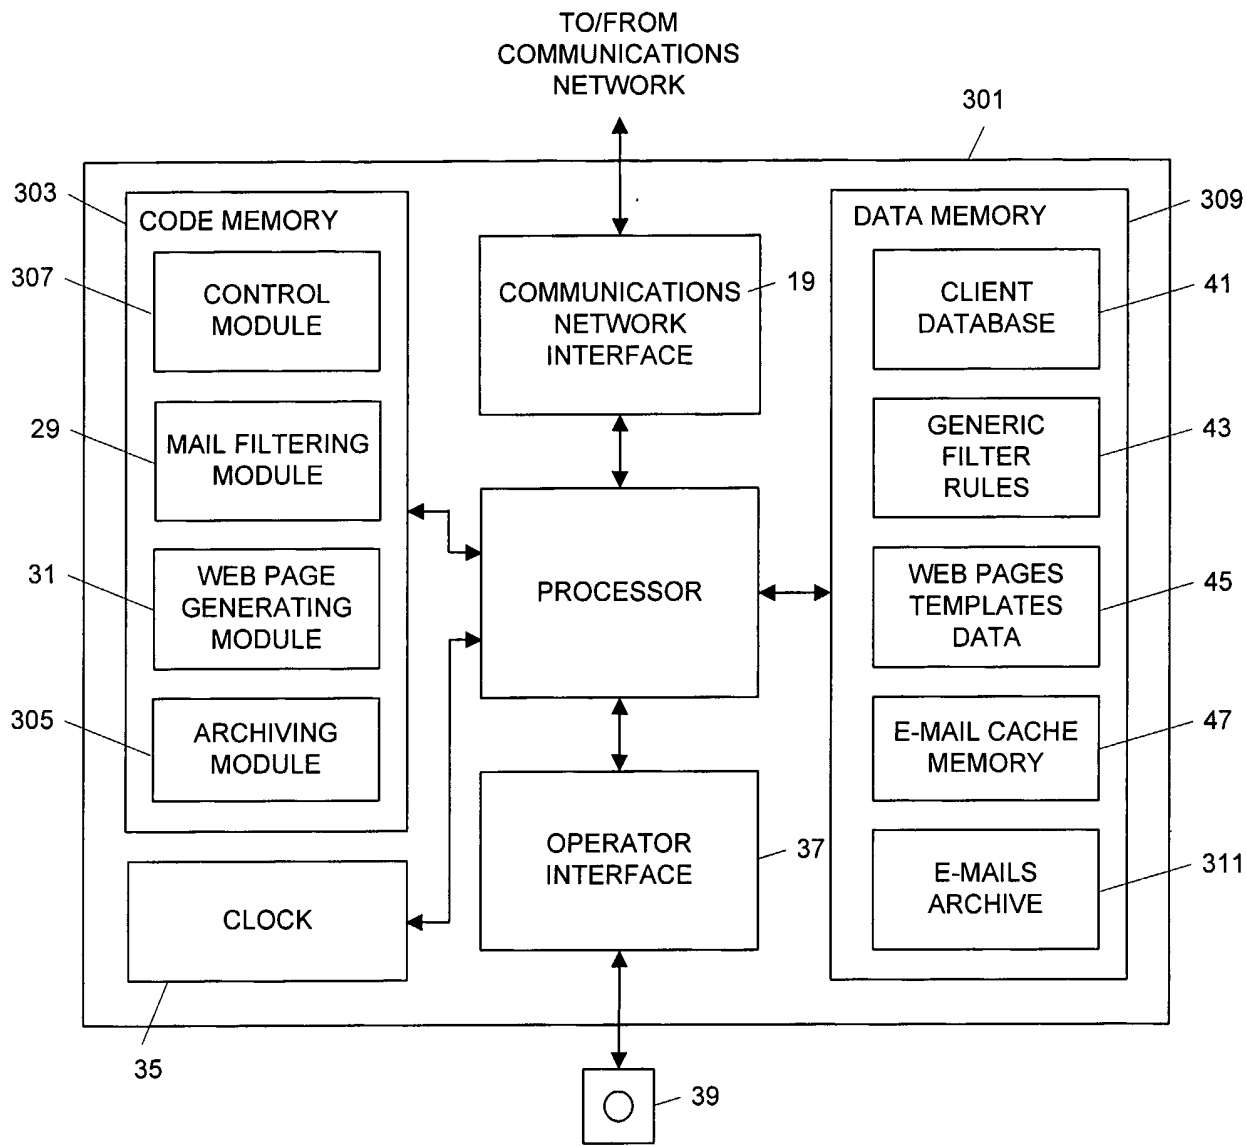 TO/FROM
COMMUNICATIONS
NETWORK
301
303
CODE MEMORY
307
CONTROL
MODULE
29
MAIL FILTERING
MODULE
31
WEB PAGE
GENERATING
MODULE
305
ARCHIVING
MODULE
CLOCK
35
COMMUNICATIONS
NETWORK
INTERFACE
19
PROCESSOR
OPERATOR
INTERFACE
37
39
DATA MEMORY
309
CLIENT
DATABASE
41
GENERIC
FILTER
RULES
43
WEB PAGES
TEMPLATES
DATA
45
E-MAIL CACHE
MEMORY
47
E-MAILS
ARCHIVE
311